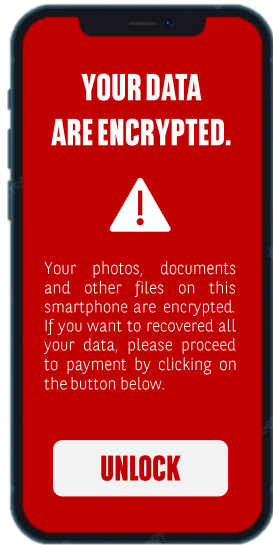 YOUR DATA
ARE ENCRYPTED.
Your photos, documents
and other files on this
smartphone are encrypted.
If you want to recovered all
your data, please proceed
to payment by clicking on
the button below.
UNLOCK